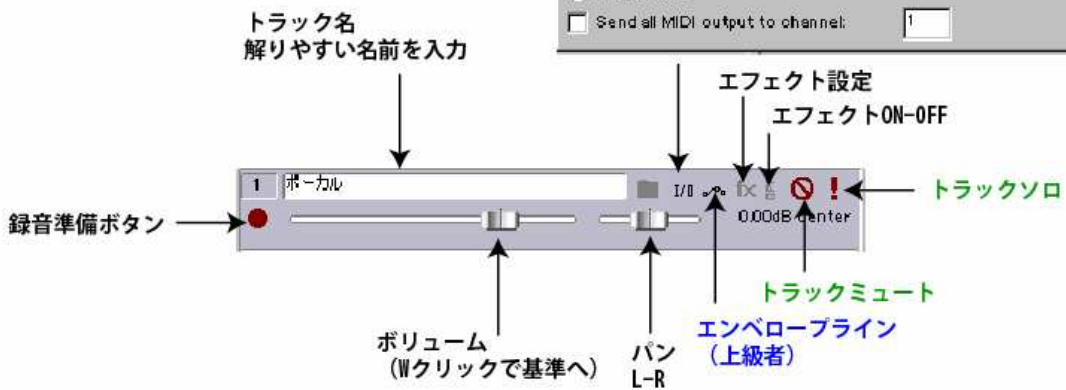 Send all MIDI output to channel:
1
トラック名
解りやすい名前を入力
エフェクト設定
エフェクトON-OFF
1
ボーカル
I/O
fx
トラックソロ
録音準備ボタン
0.00dB center
トラックミュート
エンベロープライン
(上級者)
ボリューム
(Wクリックで基準へ)
パン
L-R